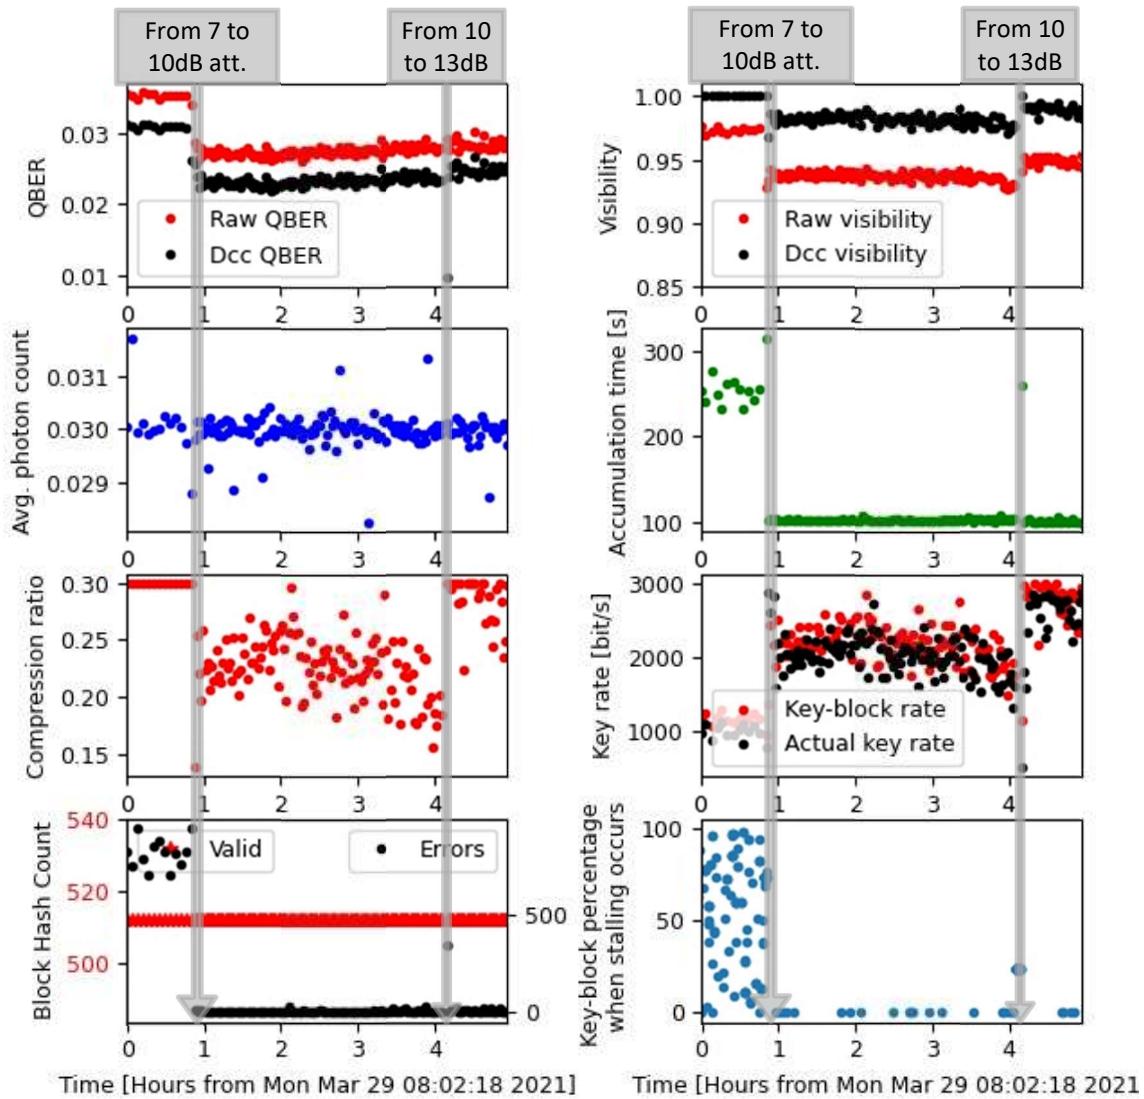 From 7 to
10dB att.
From 10
to 13dB
From 7 to
10dB att.
From 10
to 13dB
QBER
0.03
0.02
0.01
Raw QBER
Dcc QBER
0 1 2 3 4
Visibility
1.00
0.95
0.90
0.85
Raw visibility
Dcc visibility
0 1 2 3 4
Avg. photon count
0.031
0.030
0.029
0 1 2 3 4
Accumulation time [s]
300
200
100
0 1 2 3 4
Compression ratio
0.30
0.25
0.20
0.15
0 1 2 3 4
Key rate [bit/s]
3000
2000
1000
Key-block rate
Actual key rate
0 1 2 3 4
Block Hash Count
540
520
500
Valid
Errors
500
0
0 1 2 3 4
Time [Hours from Mon Mar 29 08:02:18 2021]
Key-block percentage
when stalling occurs
100
50
0
0 1 2 3 4
Time [Hours from Mon Mar 29 08:02:18 2021